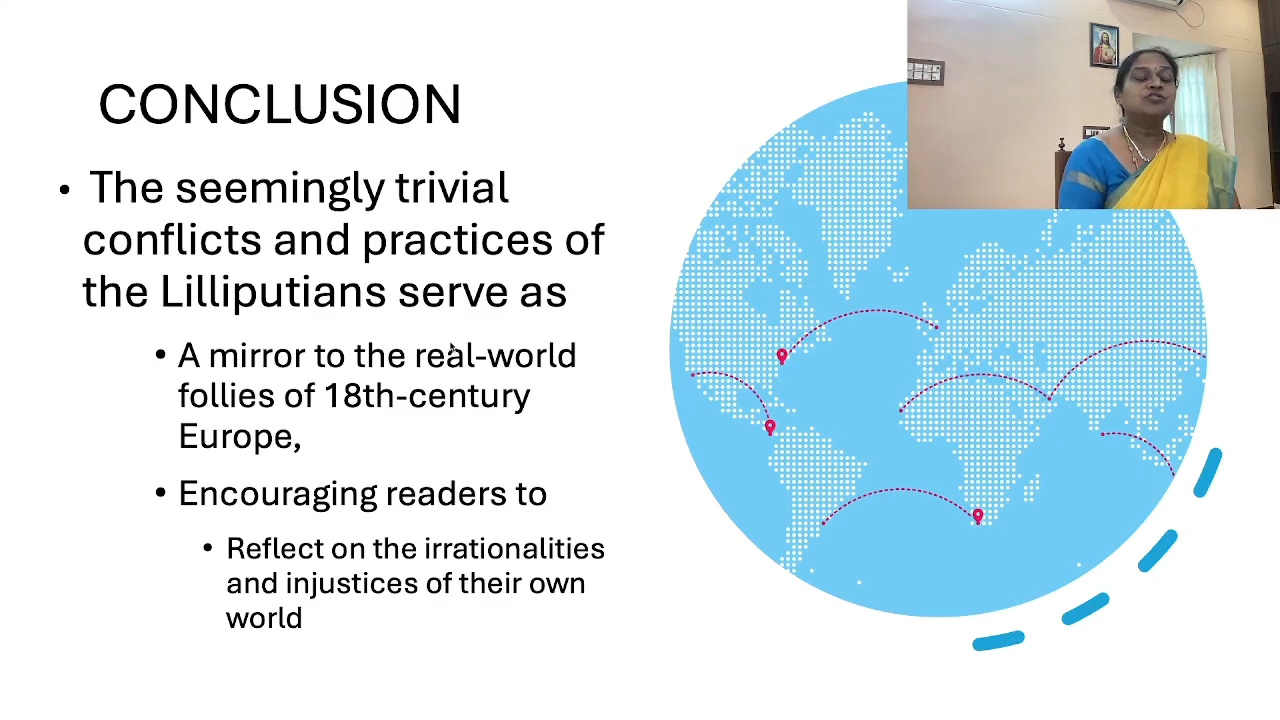 CONCLUSION
• The seemingly trivial
conflicts and practices of
the Lilliputians serve as
• A mirror to the real-world
follies of 18th-century
Europe,
• Encouraging readers to
• Reflect on the irrationalities
and injustices of their own
world